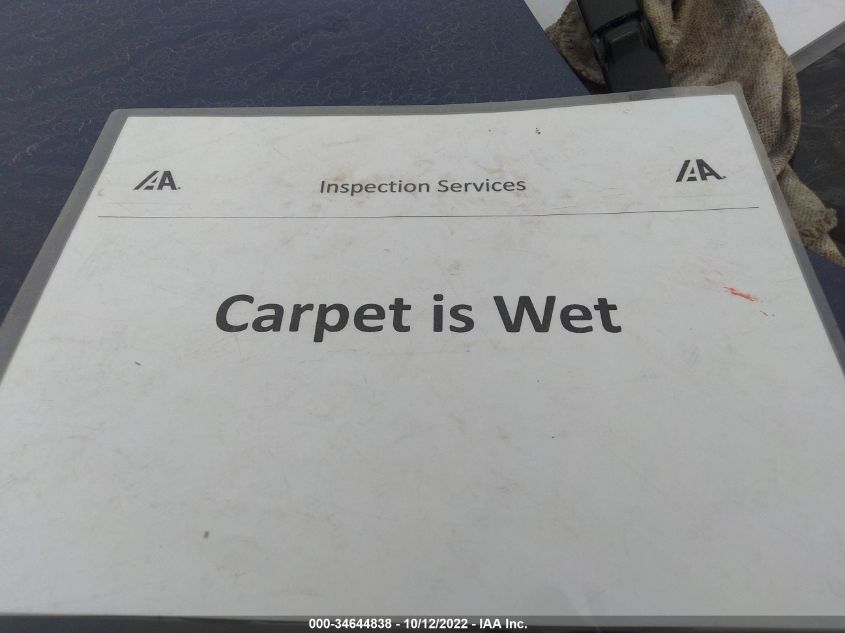 IAA. Inspection Services IAA.
Carpet is Wet
000-34644838 - 10/12/2022 - IAA Inc.